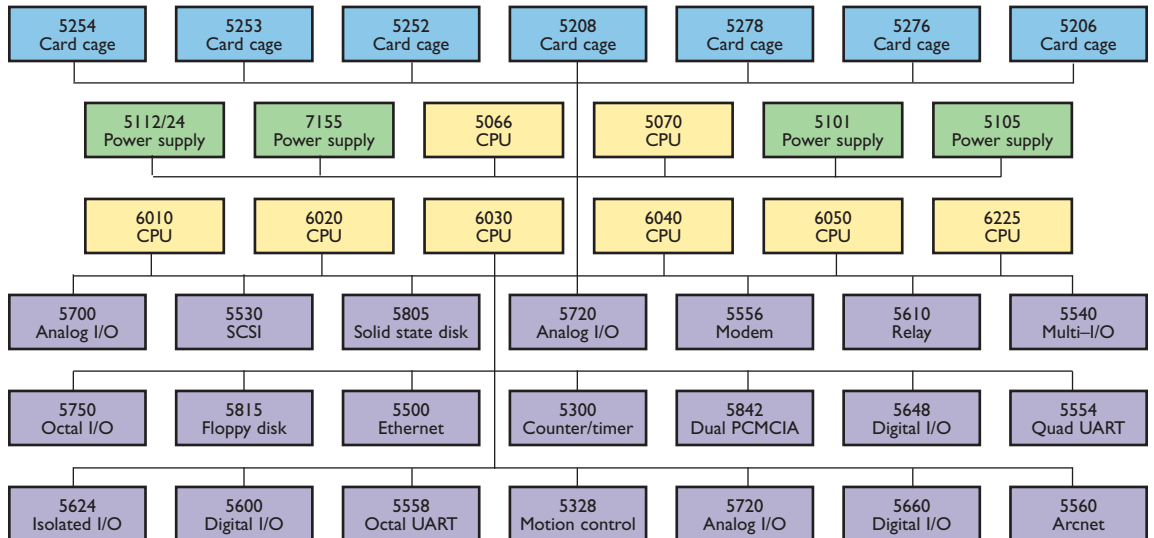 5254
Card cage
5253
Card cage
5252
Card cage
5208
Card cage
5278
Card cage
5276
Card cage
5206
Card cage
5112/24
Power supply
7155
Power supply
5066
CPU
5070
CPU
5101
Power supply
5105
Power supply
6010
CPU
6020
CPU
6030
CPU
6040
CPU
6050
CPU
6225
CPU
5700
Analog I/O
5530
SCSI
5805
Solid state disk
5720
Analog I/O
5556
Modem
5610
Relay
5540
Multi–I/O
5750
Octal I/O
5815
Floppy disk
5500
Ethernet
5300
Counter/timer
5842
Dual PCMCIA
5648
Digital I/O
5554
Quad UART
5624
Isolated I/O
5600
Digital I/O
5558
Octal UART
5328
Motion control
5720
Analog I/O
5660
Digital I/O
5560
Arcnet